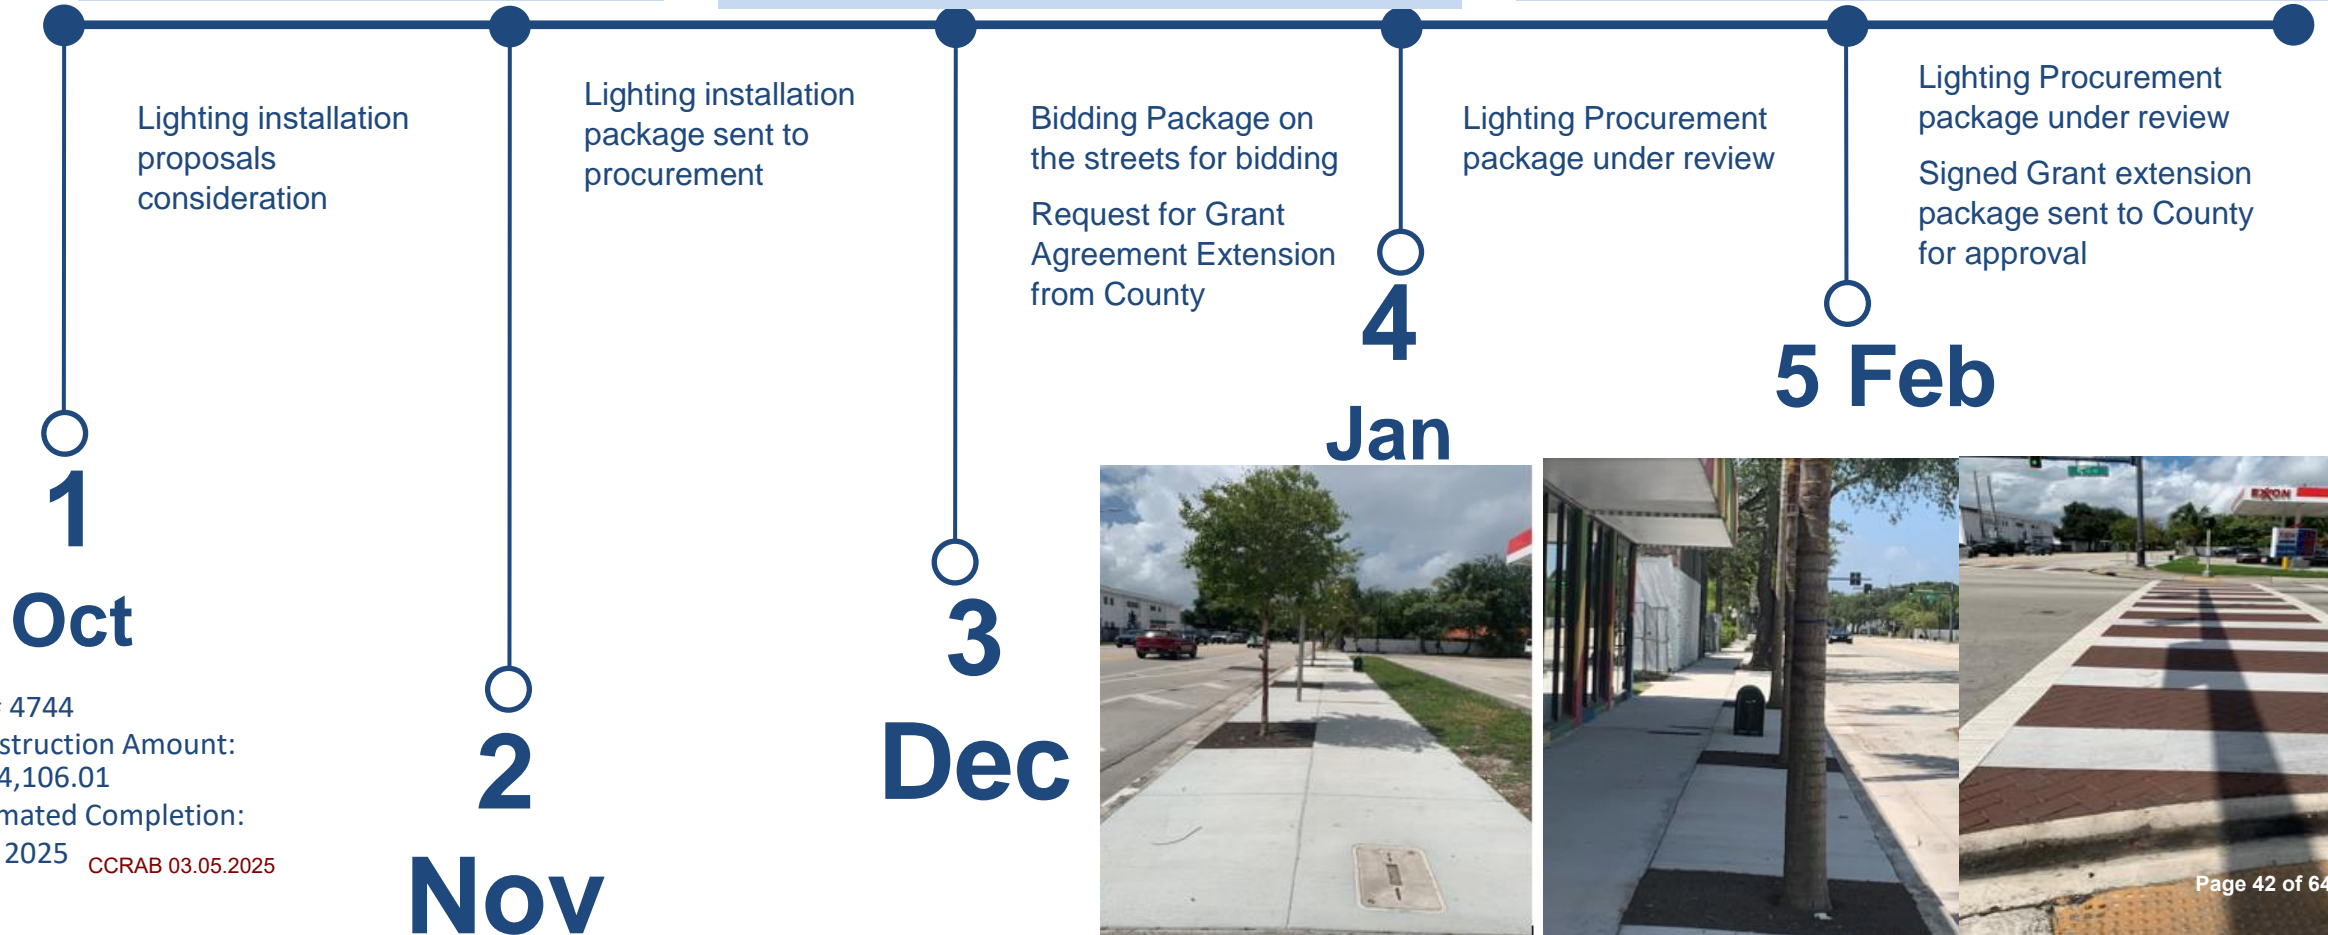 Lighting installation
proposals
consideration
1
Oct
Lighting installation
package sent to
procurement
2
Nov
Bidding Package on
the streets for bidding
Request for Grant
Agreement Extension
from County
3
Dec
Lighting Procurement
package under review
4
Jan
Lighting Procurement
package under review
Signed Grant extension
package sent to County
for approval
5 Feb
4744
struction Amount:
4,106.01
mated Completion:
2025
CCRAB 03.05.2025
EXXON
Page 42 of 64